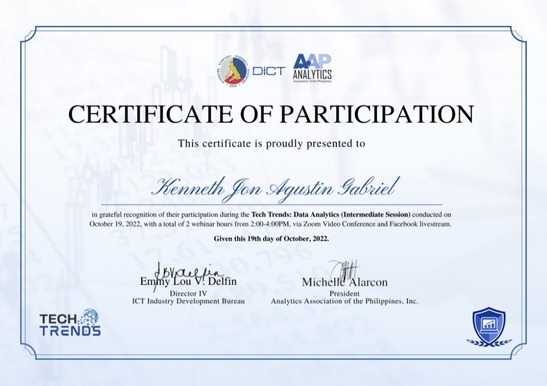 DICT
AAP
ANALYTICS
Association of the Philippines
CERTIFICATE OF PARTICIPATION
This certificate is proudly presented to
Kenneth Jon Agustin Gabriel
in grateful recognition of their participation during the Tech Trends: Data Analytics (Intermediate Session) conducted on
October 19, 2022, with a total of 2 webinar hours from 2:00-4:00PM, via Zoom Video Conference and Facebook livestream.
Given this 19th day of October, 2022.
Emmy Lou V. Delfin
Director IV
ICT Industry Development Bureau
Michelle Alarcon
President
Analytics Association of the Philippines, Inc.
TECH
TRENDS